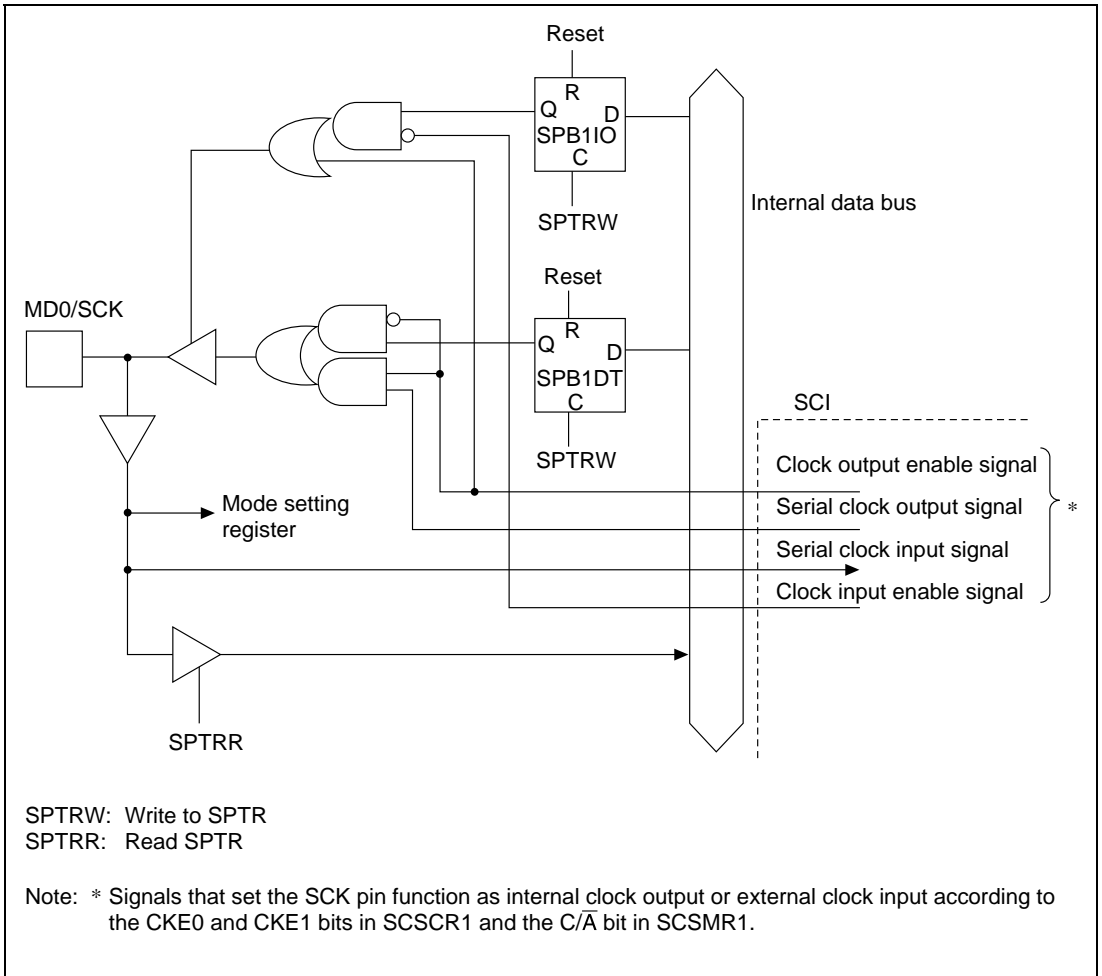 Reset
R
Q
D
SPB1IO
C
SPTRW
Internal data bus
Reset
MD0/SCK
R
Q
D
SPB1DT
C
SPTRW
SCI
Clock output enable signal
Serial clock output signal
*
Serial clock input signal
Clock input enable signal
Mode setting
register
SPTRR
SPTRW: Write to SPTR
SPTRR: Read SPTR
Note: * Signals that set the SCK pin function as internal clock output or external clock input according to
the CKE0 and CKE1 bits in SCSCR1 and the C/A̅ bit in SCSMR1.